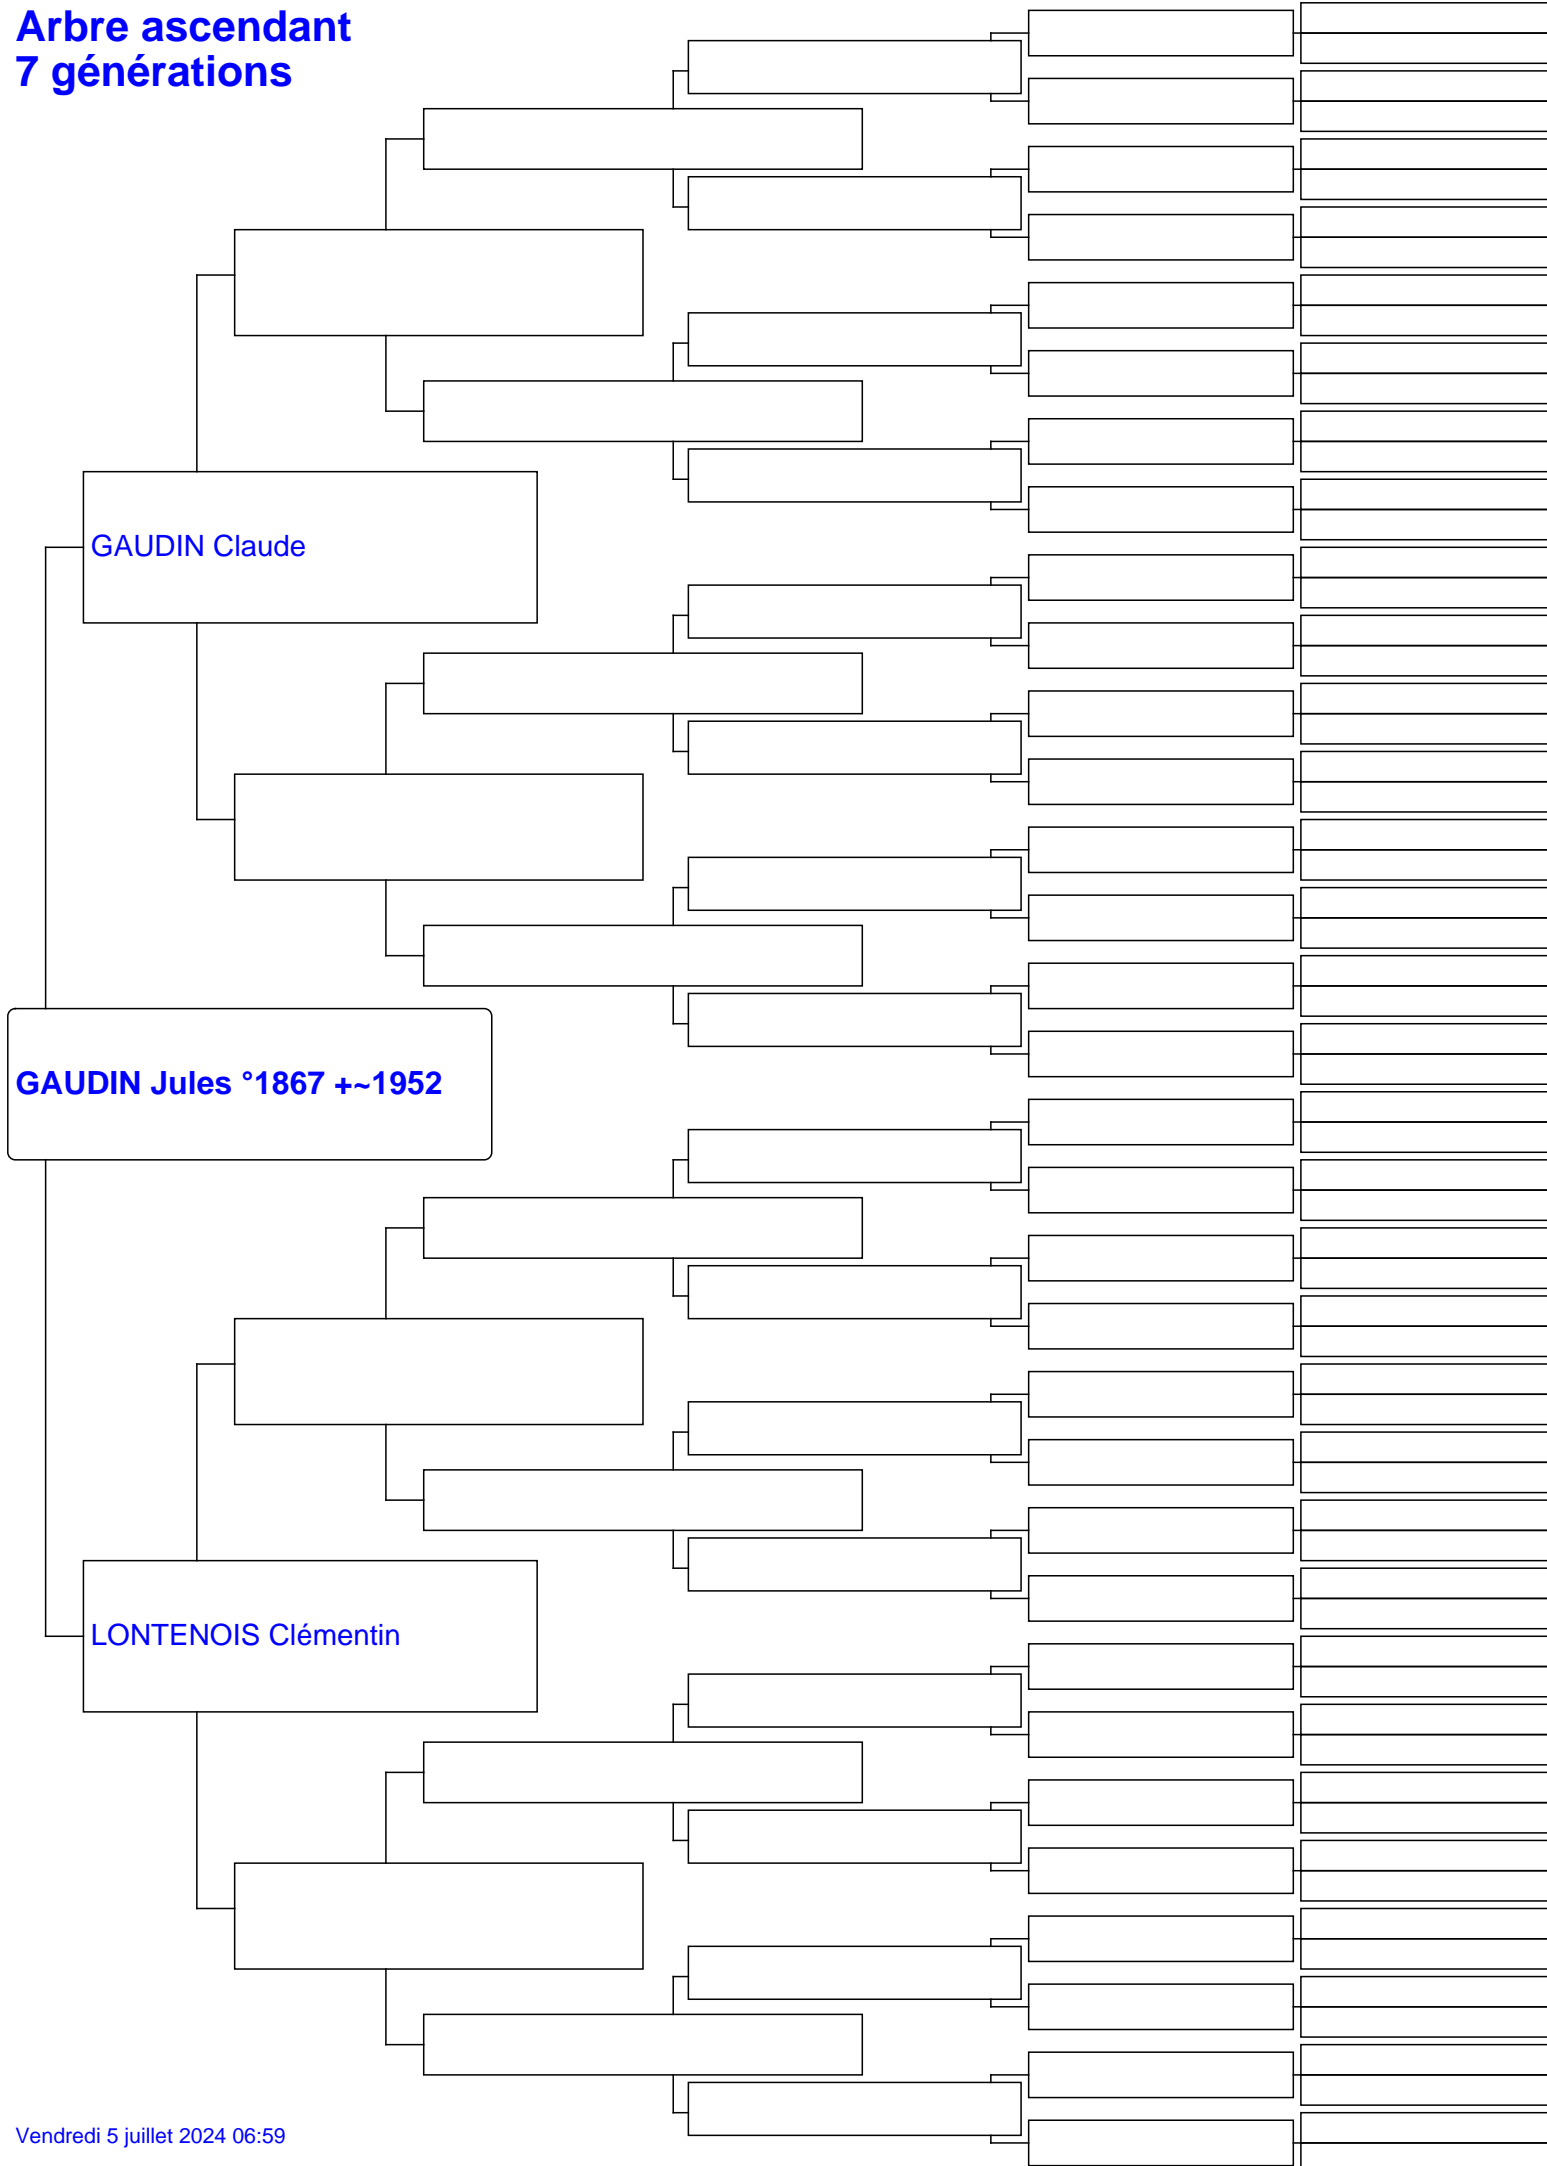 Arbre ascendant
7 générations
GAUDIN Claude
GAUDIN Jules °1867 +~1952
LONTENOIS Clémentin
Vendredi 5 juillet 2024 06:59